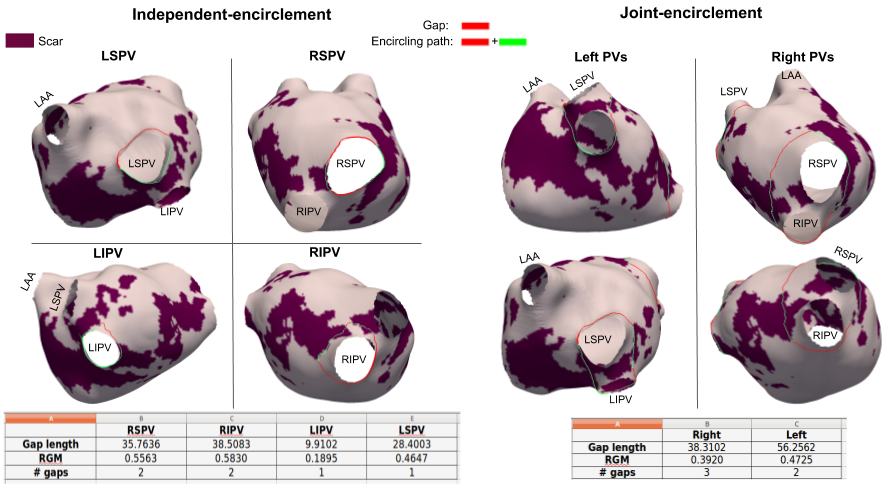 Independent-encirclement
Joint-encirclement
Gap:
Encircling path: +
Scar
LSPV
RSPV
Left PVs
Right PVs
LAA
LSPV
LIPV
RSPV
RIPV
LAA
LSPV
LSPV
LAA
RSPV
RIPV
LIPV
RIPV
LAA
LSPV
LIPV
RIPV
LAA
LSPV
LIPV
RSPV
RIPV
A B C D E
RSPV RIPV LIPV LSPV
Gap length 35.7636 38.5083 9.9102 28.4003
RGM 0.5563 0.5830 0.1895 0.4647
# gaps 2 2 1 1
A B C
Right Left
Gap length 38.3102 56.2562
RGM 0.3920 0.4725
# gaps 3 2